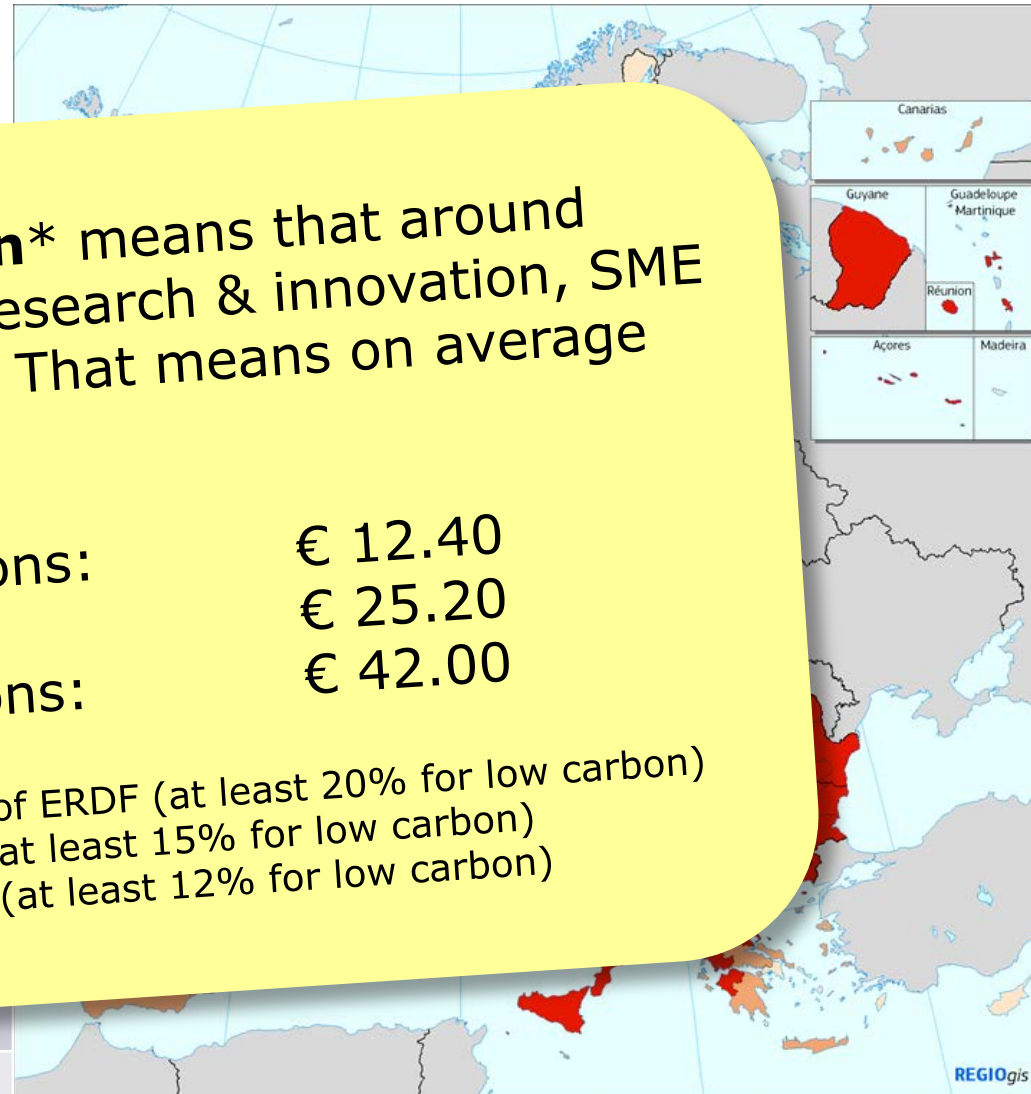 n* means that around
esearch & innovation, SME
That means on average
ons: € 12.40
€ 25.20
ons: € 42.00
of ERDF (at least 20% for low carbon)
at least 15% for low carbon)
(at least 12% for low carbon)
Canarias
Guyane
Guadeloupe
Martinique
Réunion
Açores
Madeira
REGIOgis